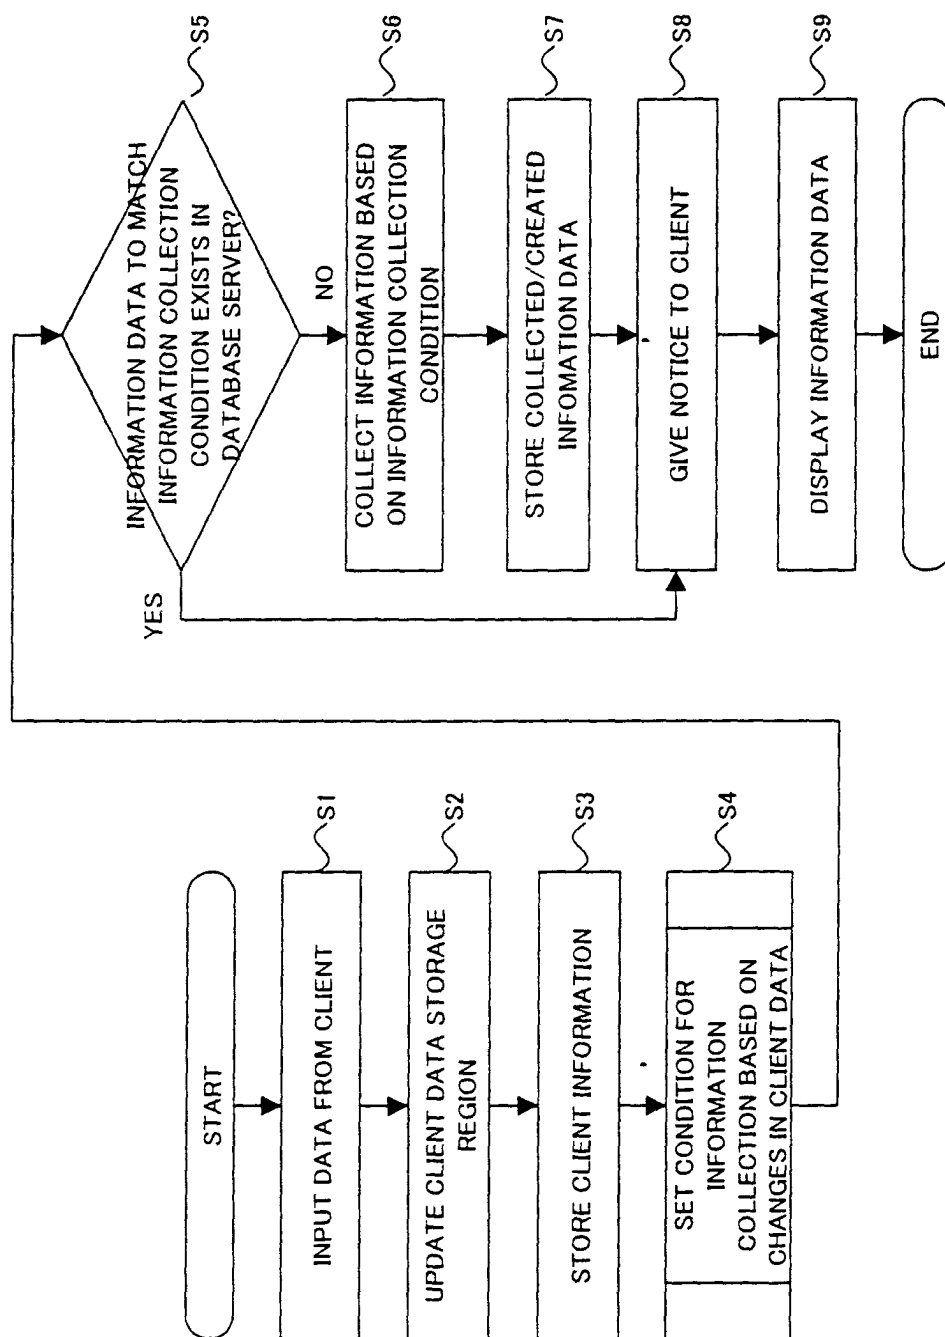 START
INPUT DATA FROM CLIENT
S1
UPDATE CLIENT DATA STORAGE
REGION
S2
STORE CLIENT INFORMATION
S3
SET CONDITION FOR
INFORMATION
COLLECTION BASED ON
CHANGES IN CLIENT DATA
S4
INFORMATION DATA TO MATCH
INFORMATION COLLECTION
CONDITION EXISTS IN
DATABASE SERVER?
S5
YES
NO
COLLECT INFORMATION BASED
ON INFORMATION COLLECTION
CONDITION
S6
STORE COLLECTED/CREATED
INFOMATION DATA
S7
GIVE NOTICE TO CLIENT
S8
DISPLAY INFORMATION DATA
S9
END